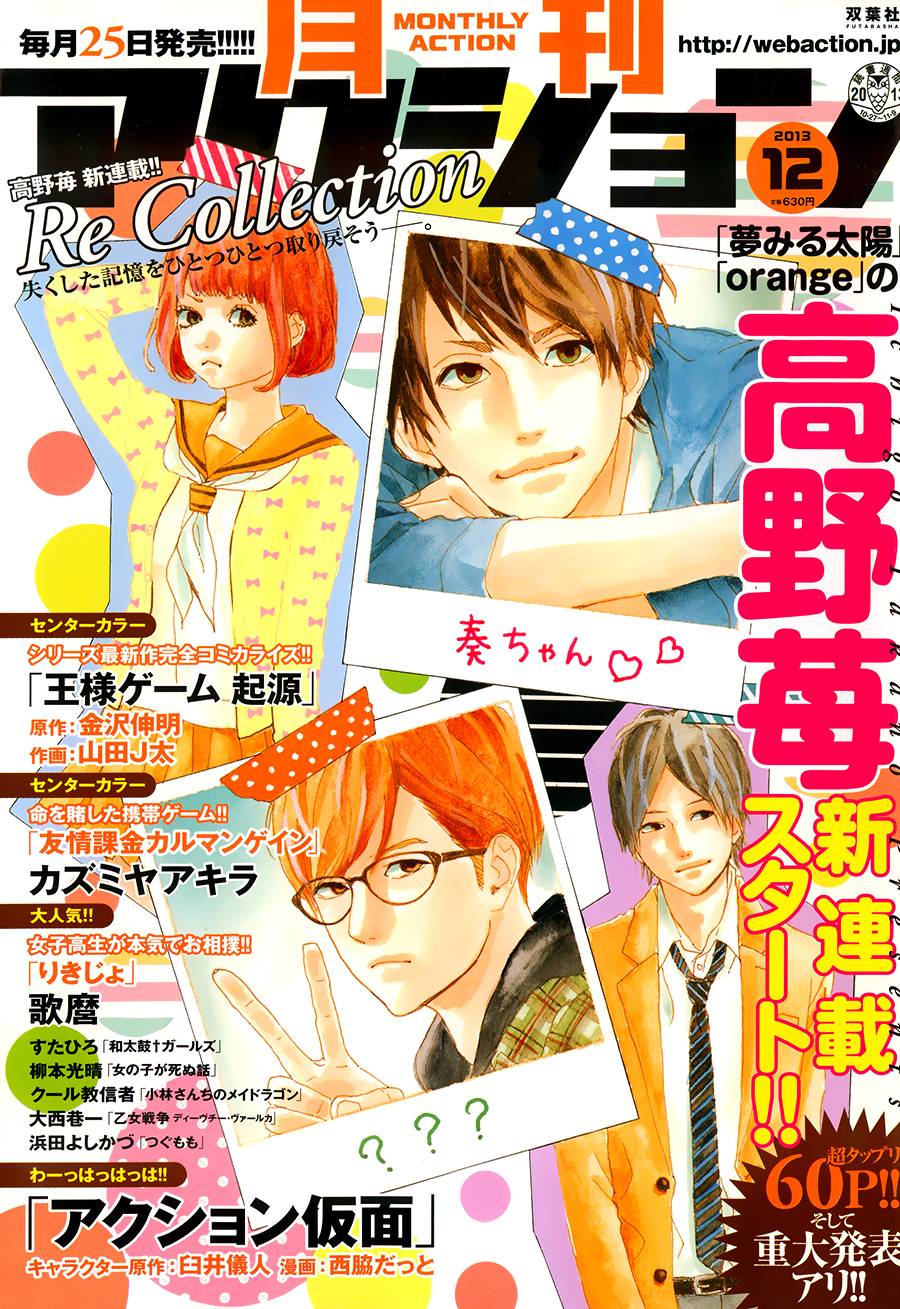 毎月25日発売!!!!!
月刊
MONTHLY
ACTION
アクション
双葉社
FUTABASHA
http://webaction.jp
読書週間
2013
10・27~11・9
2013
12
定価630円
高野苺 新連載!!
Re Collection
失くした記憶をひとつひとつ取り戻そう──。
「夢みる太陽」
「orange」の
高野苺
Ichigo Takano presents
新連載
スタート!!
奏ちゃん♡♡
センターカラー
シリーズ最新作完全コミカライズ!!
「王様ゲーム 起源」
原作:金沢伸明
作画:山田J太
センターカラー
命を賭した携帯ゲーム!!
「友情課金カルマンゲイン」
カズミヤアキラ
大人気!!
女子高生が本気でお相撲!!
「りきじょ」
歌麿
すたひろ「和太鼓†ガールズ」
柳本光晴「女の子が死ぬ話」
クール教信者「小林さんちのメイドラゴン」
大西巷一「乙女戦争 ディーヴチー・ヴァールカ」
浜田よしかづ「つぐもも」
???
わーっはっはっは!!
「アクション仮面」
キャラクター原作:臼井儀人 漫画:西脇だっと
超タップリ
60P!!
そして
重大発表
アリ!!